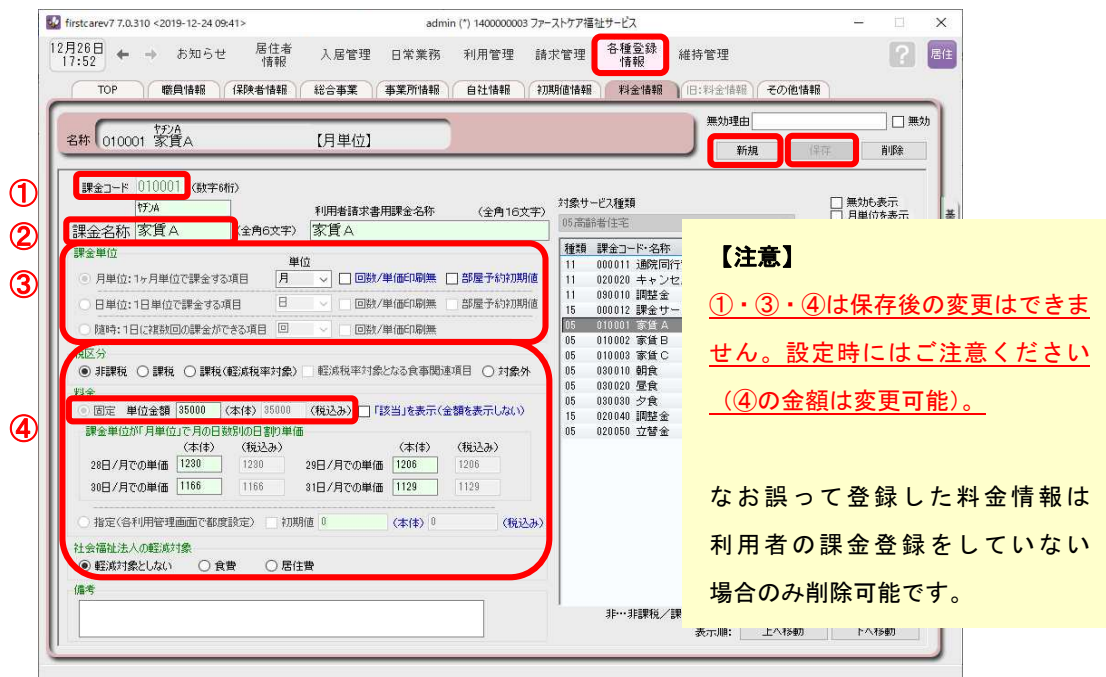 firstcarev7 7.0.310 <2019-12-24 09:41> admin (*) 1400000003 ファーストケア福祉サービス
12月26日
17:52
お知らせ 居住者情報 入居管理 日常業務 利用管理 請求管理 各種登録情報 維持管理 ? 居住
TOP 職員情報 保険者情報 総合事業 事業所情報 自社情報 初期値情報 料金情報 旧:料金情報 その他情報
無効理由 無効
名称 010001 ﾔﾁﾝA 家賃A 【月単位】
新規 保存 削除
① 課金コード 010001 (数字6桁)
ﾔﾁﾝA 利用者請求書用課金名称 (全角16文字)
② 課金名称 家賃A (全角6文字) 家賃A
対象サービス種類 無効も表示
05高齢者住宅 月単位を表示
課金単位
単位
③ 月単位:1ヶ月単位で課金する項目 月 回数/単価印刷無 部屋予約初期値
日単位:1日単位で課金する項目 日 回数/単価印刷無 部屋予約初期値
随時:1日に複数回の課金ができる項目 回 回数/単価印刷無
税区分
非課税 課税 課税(軽減税率対象) 軽減税率対象となる食事関連項目 対象外
料金
④ 固定 単位金額 35000 (本体) 35000 (税込み) 「該当」を表示(金額を表示しない)
課金単位が「月単位」で月の日数別の日割り単価
(本体) (税込み) (本体) (税込み)
28日/月での単価 1230 1230 29日/月での単価 1206 1206
30日/月での単価 1166 1166 31日/月での単価 1129 1129
指定(各利用管理画面で都度設定) 初期値 0 (本体) 0 (税込み)
社会福祉法人の軽減対象
軽減対象としない 食費 居住費
備考
種類 課金コード・名称
11 000011 通院同行
11 020020 キャンセ
11 090010 調整金
15 000012 課金サー
05 010001 家賃A
05 010002 家賃B
05 010003 家賃C
05 030010 朝食
05 030020 昼食
05 030030 夕食
15 020040 調整金
05 020050 立替金
非…非課税/課
表示順: 上へ移動 下へ移動
【注意】
①・③・④は保存後の変更はできま
せん。設定時にはご注意ください
(④の金額は変更可能)。
なお誤って登録した料金情報は
利用者の課金登録をしていない
場合のみ削除可能です。